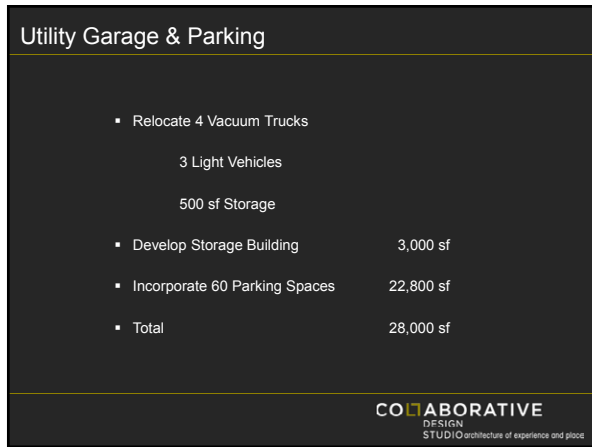 Utility Garage & Parking
▪ Relocate 4 Vacuum Trucks
3 Light Vehicles
500 sf Storage
▪ Develop Storage Building 3,000 sf
▪ Incorporate 60 Parking Spaces 22,800 sf
▪ Total 28,000 sf
COLLABORATIVE
DESIGN
STUDIO architecture of experience and place